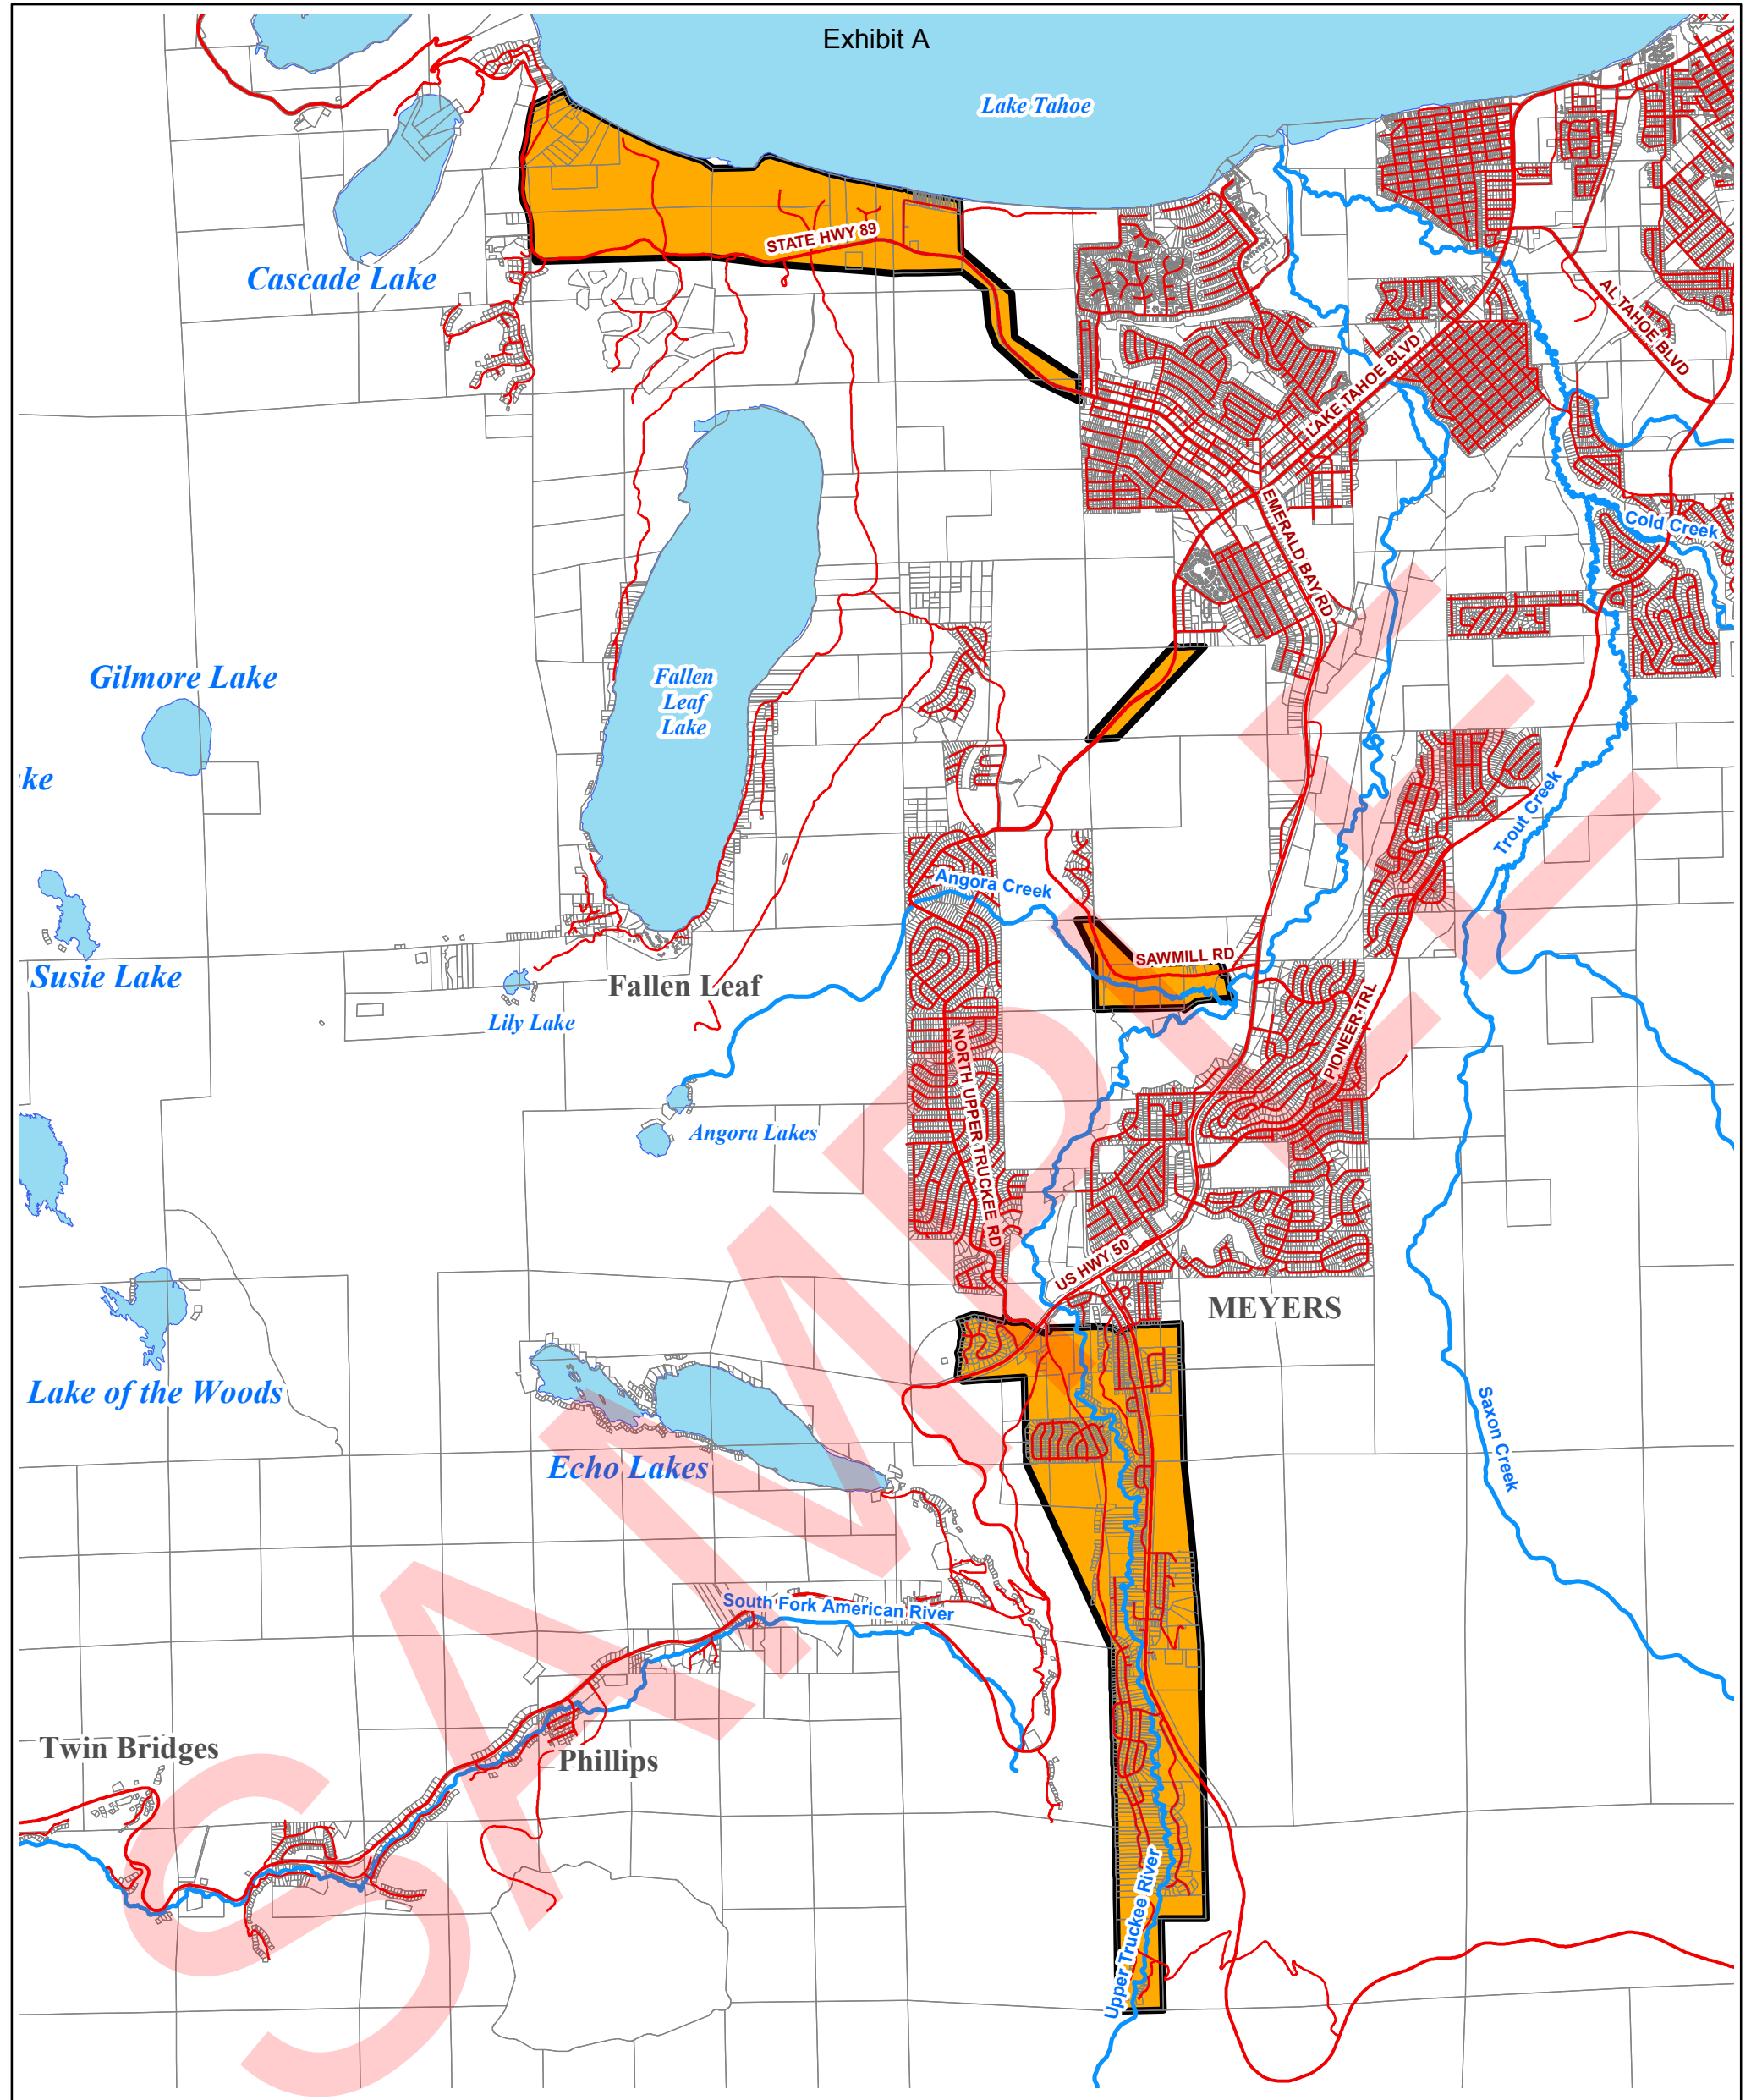 Exhibit A
Lake Tahoe
STATE HWY 89
Cascade Lake
AL TAHOE BLVD
LAKE TAHOE BLVD
EMERALD BAY RD
Cold Creek
Gilmore Lake
Fallen
Leaf
Lake
ke
Trout Creek
Angora Creek
SAWMILL RD
Susie Lake
Fallen Leaf
Lily Lake
PIONEER TRL
NORTH UPPER TRUCKEE RD
Angora Lakes
US HWY 50
MEYERS
Lake of the Woods
Echo Lakes
Saxon Creek
South Fork American River
Twin Bridges
Phillips
Upper Truckee River
SAMPLE